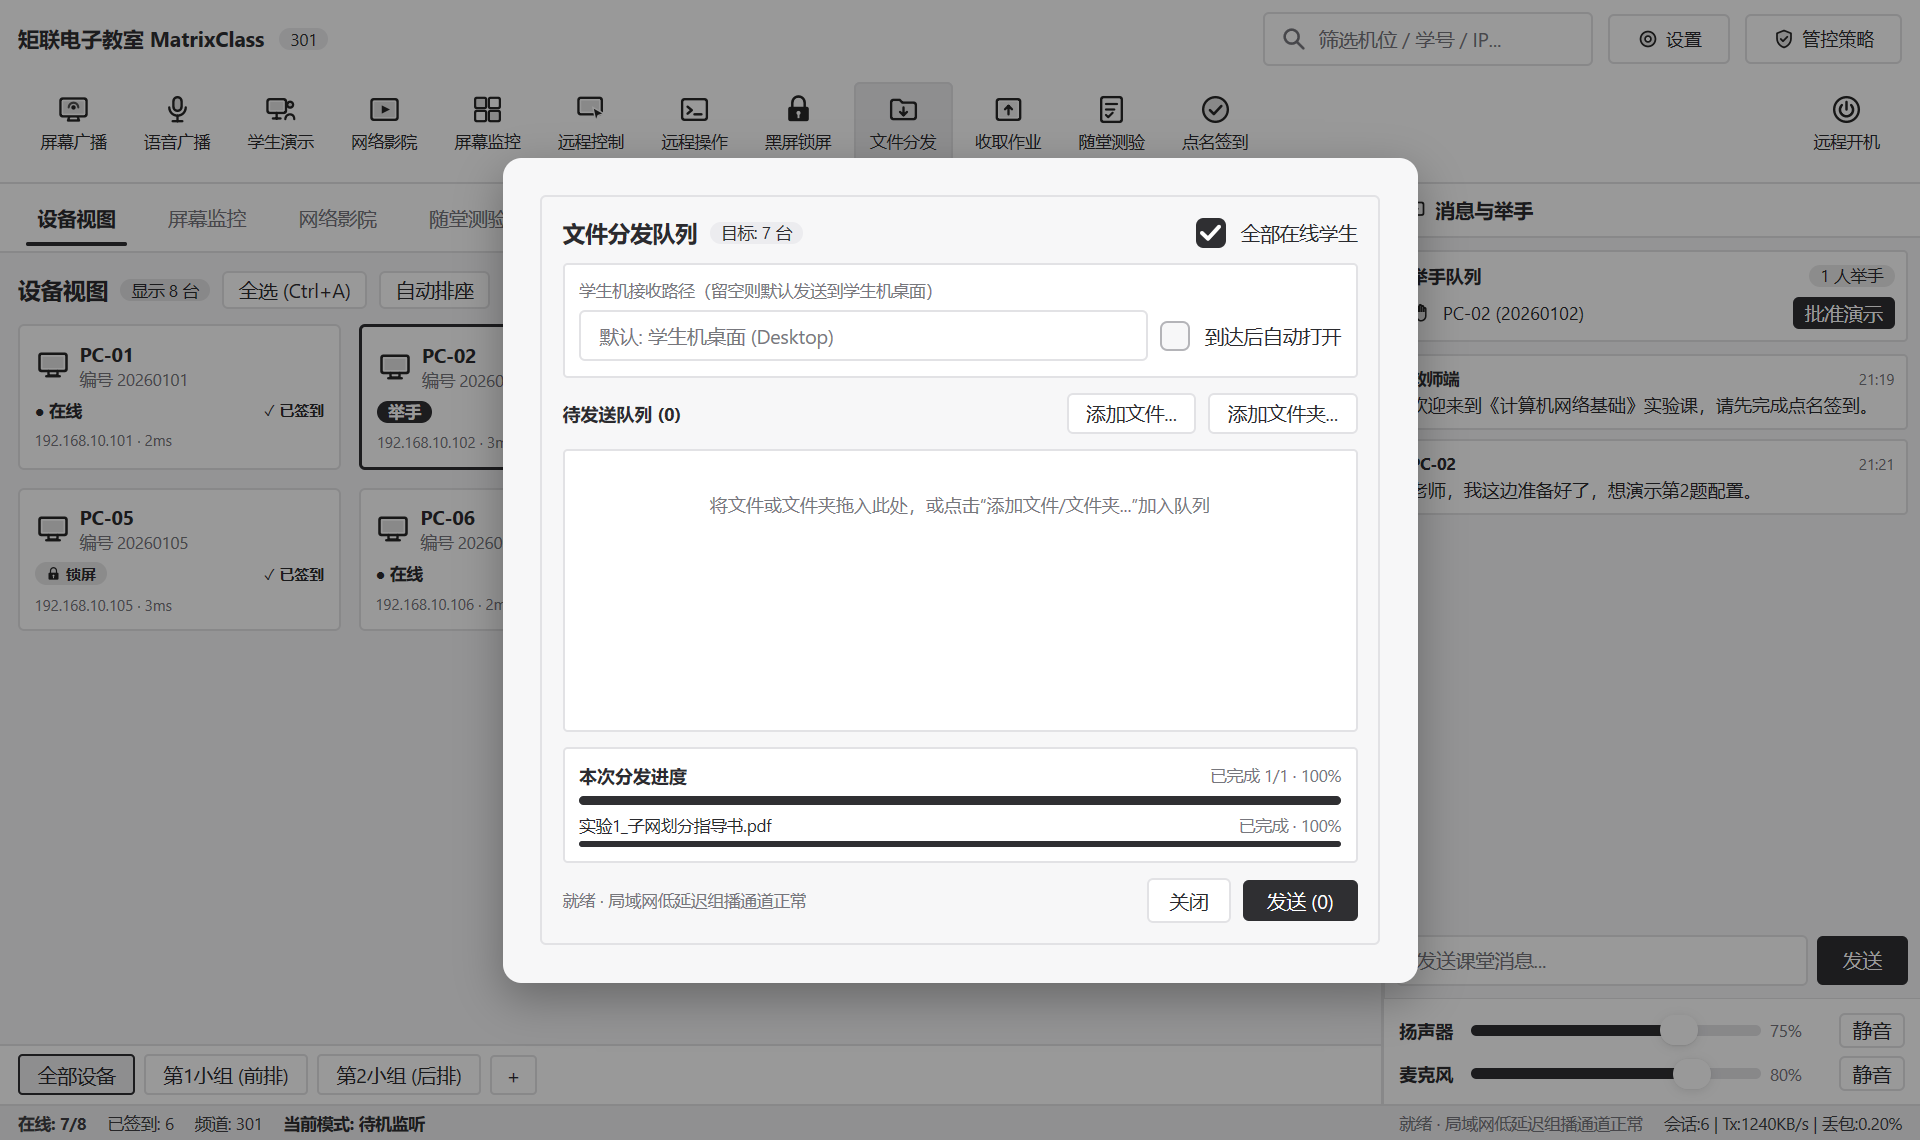 矩联电子教室 MatrixClass 301
筛选机位 / 学号 / IP...
设置
管控策略
屏幕广播
语音广播
学生演示
网络影院
屏幕监控
远程控制
远程操作
黑屏锁屏
文件分发
收取作业
随堂测验
点名签到
远程开机
设备视图
屏幕监控
网络影院
随堂测验
设备视图 显示 8 台 全选 (Ctrl+A) 自动排座
PC-01
编号 20260101
● 在线 ✓ 已签到
192.168.10.101 · 2ms
PC-02
编号 20260
举手
192.168.10.102 · 3m
PC-05
编号 20260105
锁屏 ✓ 已签到
192.168.10.105 · 3ms
PC-06
编号 20260
● 在线
192.168.10.106 · 2m
文件分发队列 目标: 7 台 全部在线学生
学生机接收路径（留空则默认发送到学生机桌面）
默认: 学生机桌面 (Desktop) 到达后自动打开
待发送队列 (0) 添加文件... 添加文件夹...
将文件或文件夹拖入此处，或点击“添加文件/文件夹...”加入队列
本次分发进度 已完成 1/1 · 100%
实验1_子网划分指导书.pdf 已完成 · 100%
就绪 · 局域网低延迟组播通道正常 关闭 发送 (0)
消息与举手
举手队列 1 人举手
PC-02 (20260102) 批准演示
教师端 21:19
欢迎来到《计算机网络基础》实验课，请先完成点名签到。
PC-02 21:21
老师，我这边准备好了，想演示第2题配置。
发送课堂消息... 发送
扬声器 75% 静音
麦克风 80% 静音
全部设备 第1小组 (前排) 第2小组 (后排) +
在线: 7/8 已签到: 6 频道: 301 当前模式: 待机监听
就绪 · 局域网低延迟组播通道正常 会话:6 | Tx:1240KB/s | 丢包:0.20%